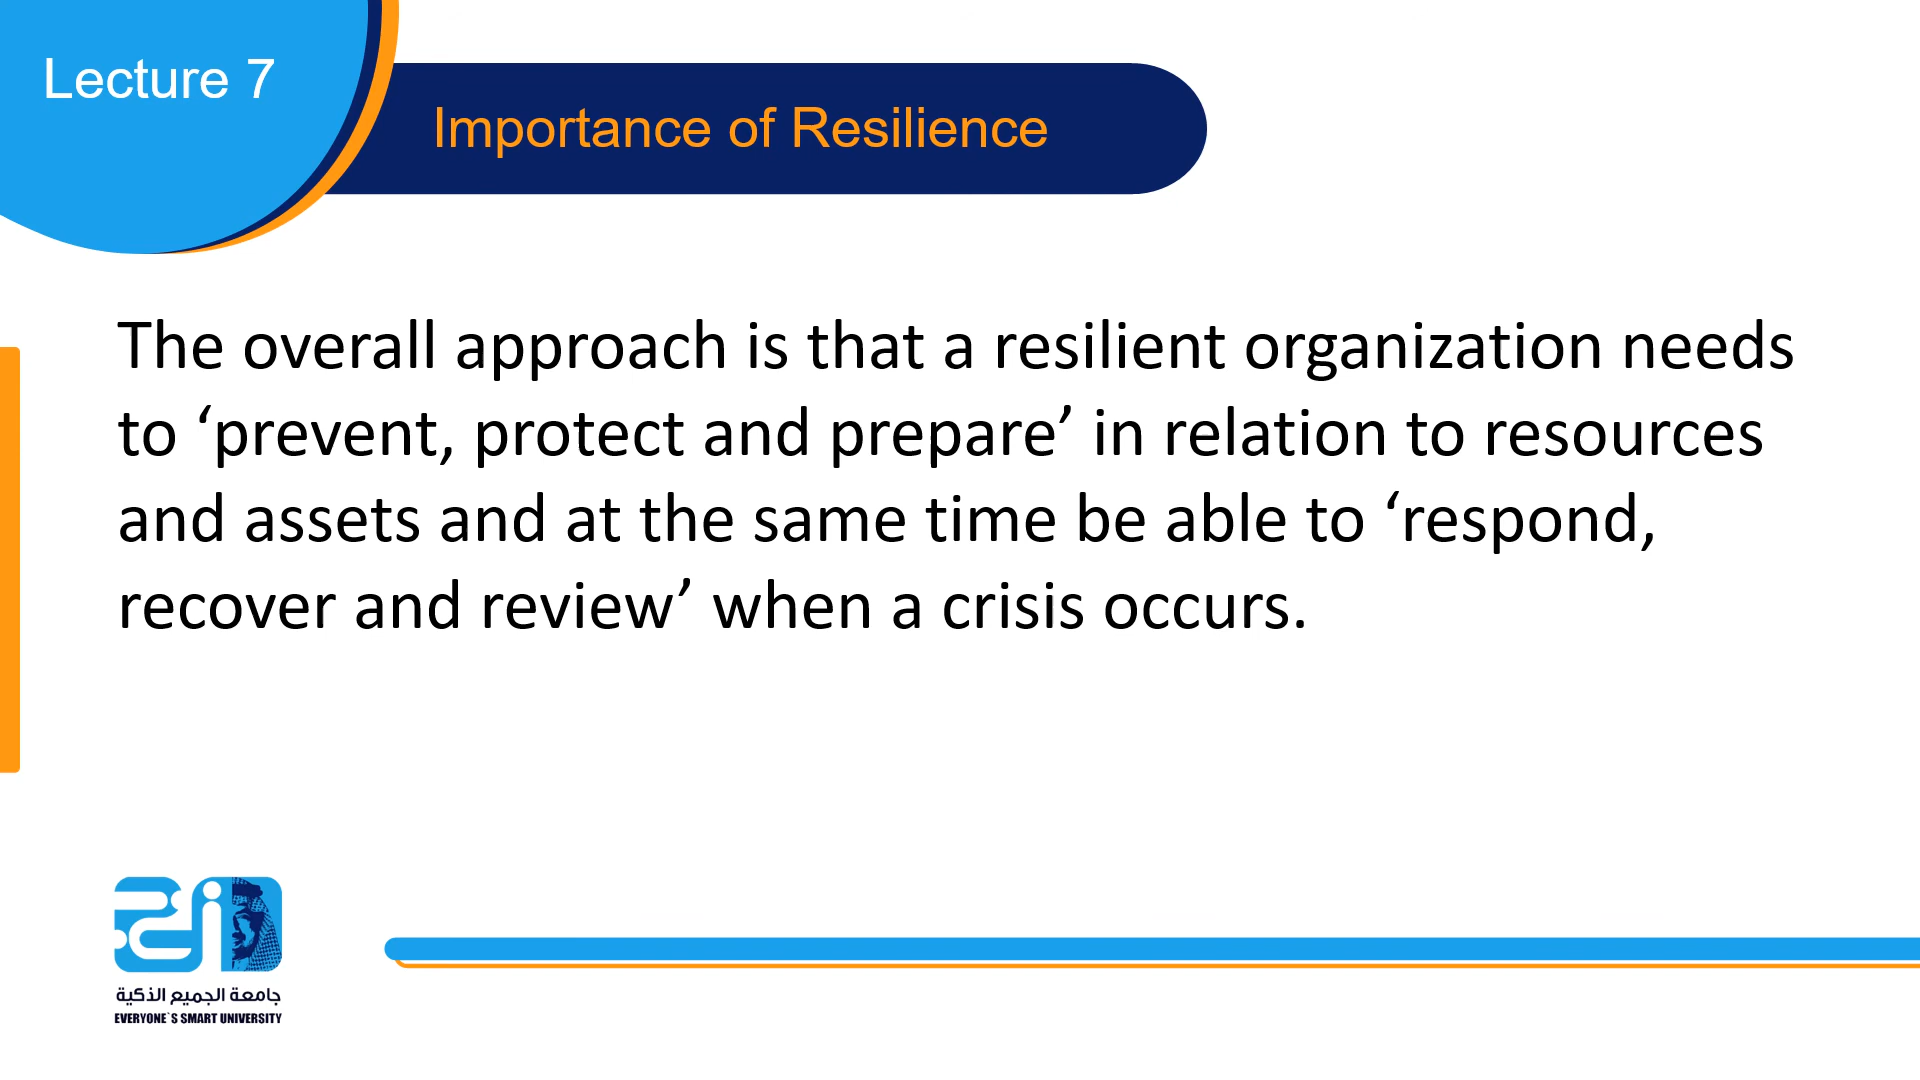 Lecture 7
Importance of Resilience
The overall approach is that a resilient organization needs
to ‘prevent, protect and prepare’ in relation to resources
and assets and at the same time be able to ‘respond,
recover and review’ when a crisis occurs.
جامعة الجميع الذكية
EVERYONE`S SMART UNIVERSITY